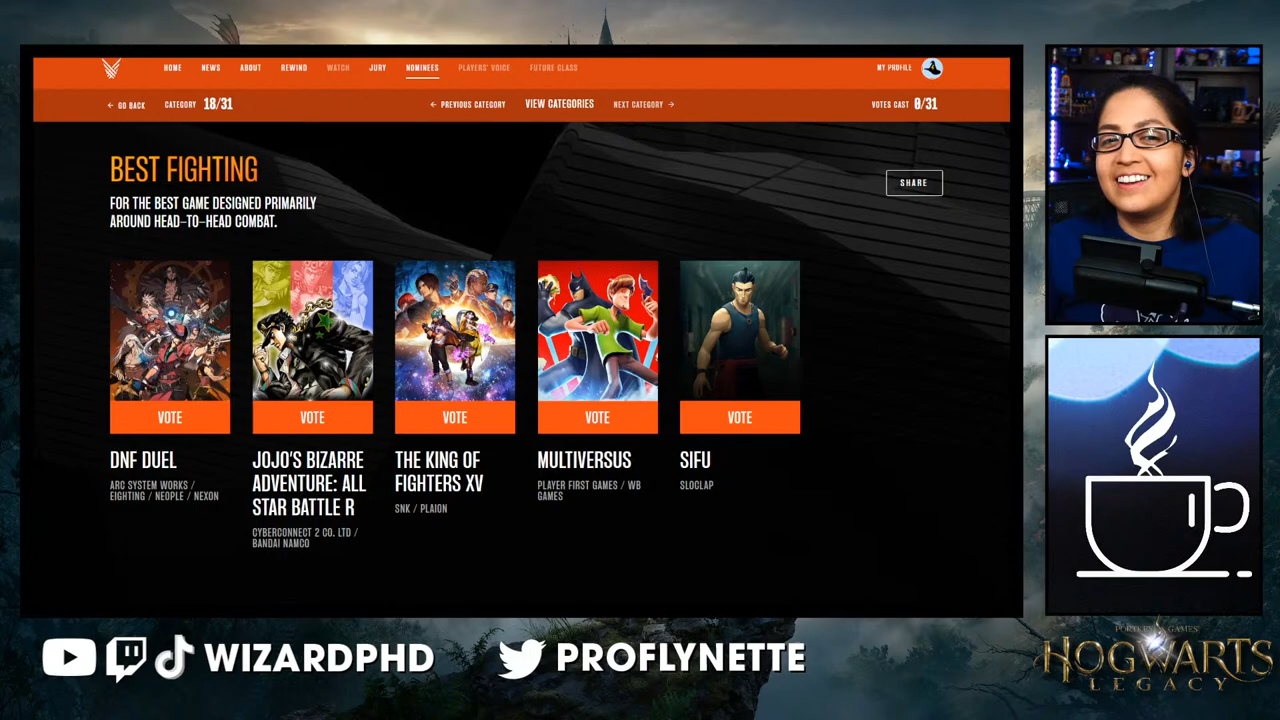 HOME NEWS ABOUT REWIND WATCH JURY NOMINEES PLAYERS' VOICE FUTURE CLASS MY PROFILE
← GO BACK CATEGORY 18/31 ← PREVIOUS CATEGORY VIEW CATEGORIES NEXT CATEGORY → VOTES CAST 0/31
BEST FIGHTING
FOR THE BEST GAME DESIGNED PRIMARILY
AROUND HEAD-TO-HEAD COMBAT.
SHARE
VOTE
DNF DUEL
ARC SYSTEM WORKS /
EIGHTING / NEOPLE / NEXON
VOTE
JOJO'S BIZARRE
ADVENTURE: ALL
STAR BATTLE R
CYBERCONNECT 2 CO. LTD /
BANDAI NAMCO
VOTE
THE KING OF
FIGHTERS XV
SNK / PLAION
VOTE
MULTIVERSUS
PLAYER FIRST GAMES / WB
GAMES
VOTE
SIFU
SLOCLAP
WIZARDPHD
PROFLYNETTE
PORTKEY GAMES
HOGWARTS
LEGACY